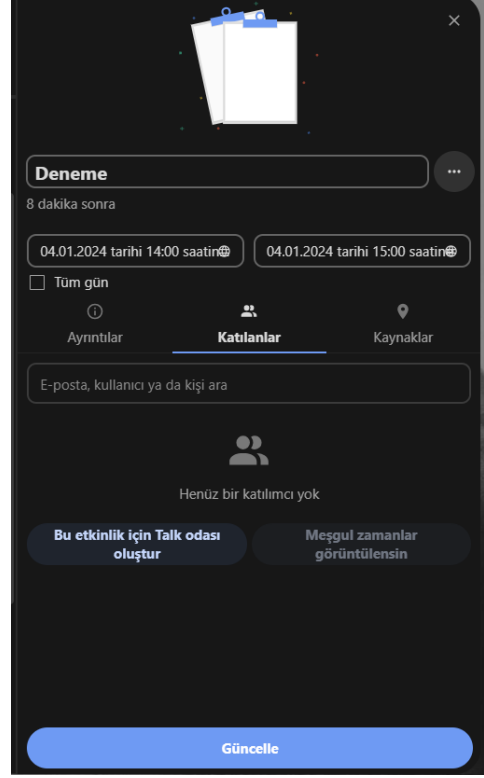 Deneme
8 dakika sonra
04.01.2024 tarihi 14:00 saatin
04.01.2024 tarihi 15:00 saatin
Tüm gün
Ayrıntılar
Katılanlar
Kaynaklar
E-posta, kullanıcı ya da kişi ara
Henüz bir katılımcı yok
Bu etkinlik için Talk odası
oluştur
Meşgul zamanlar
görüntülensin
Güncelle